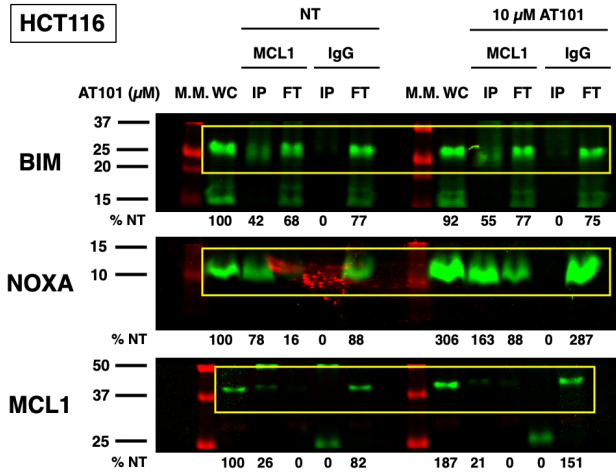 HCT116
NT 10 µM AT101
MCL1 IgG MCL1 IgG
AT101 (µM) M.M. WC IP FT IP FT M.M. WC IP FT IP FT
BIM
37
25
20
15
% NT 100 42 68 0 77 92 55 77 0 75
NOXA
15
10
% NT 100 78 16 0 88 306 163 88 0 287
MCL1
50
37
25
% NT 100 26 0 0 82 187 21 0 0 151